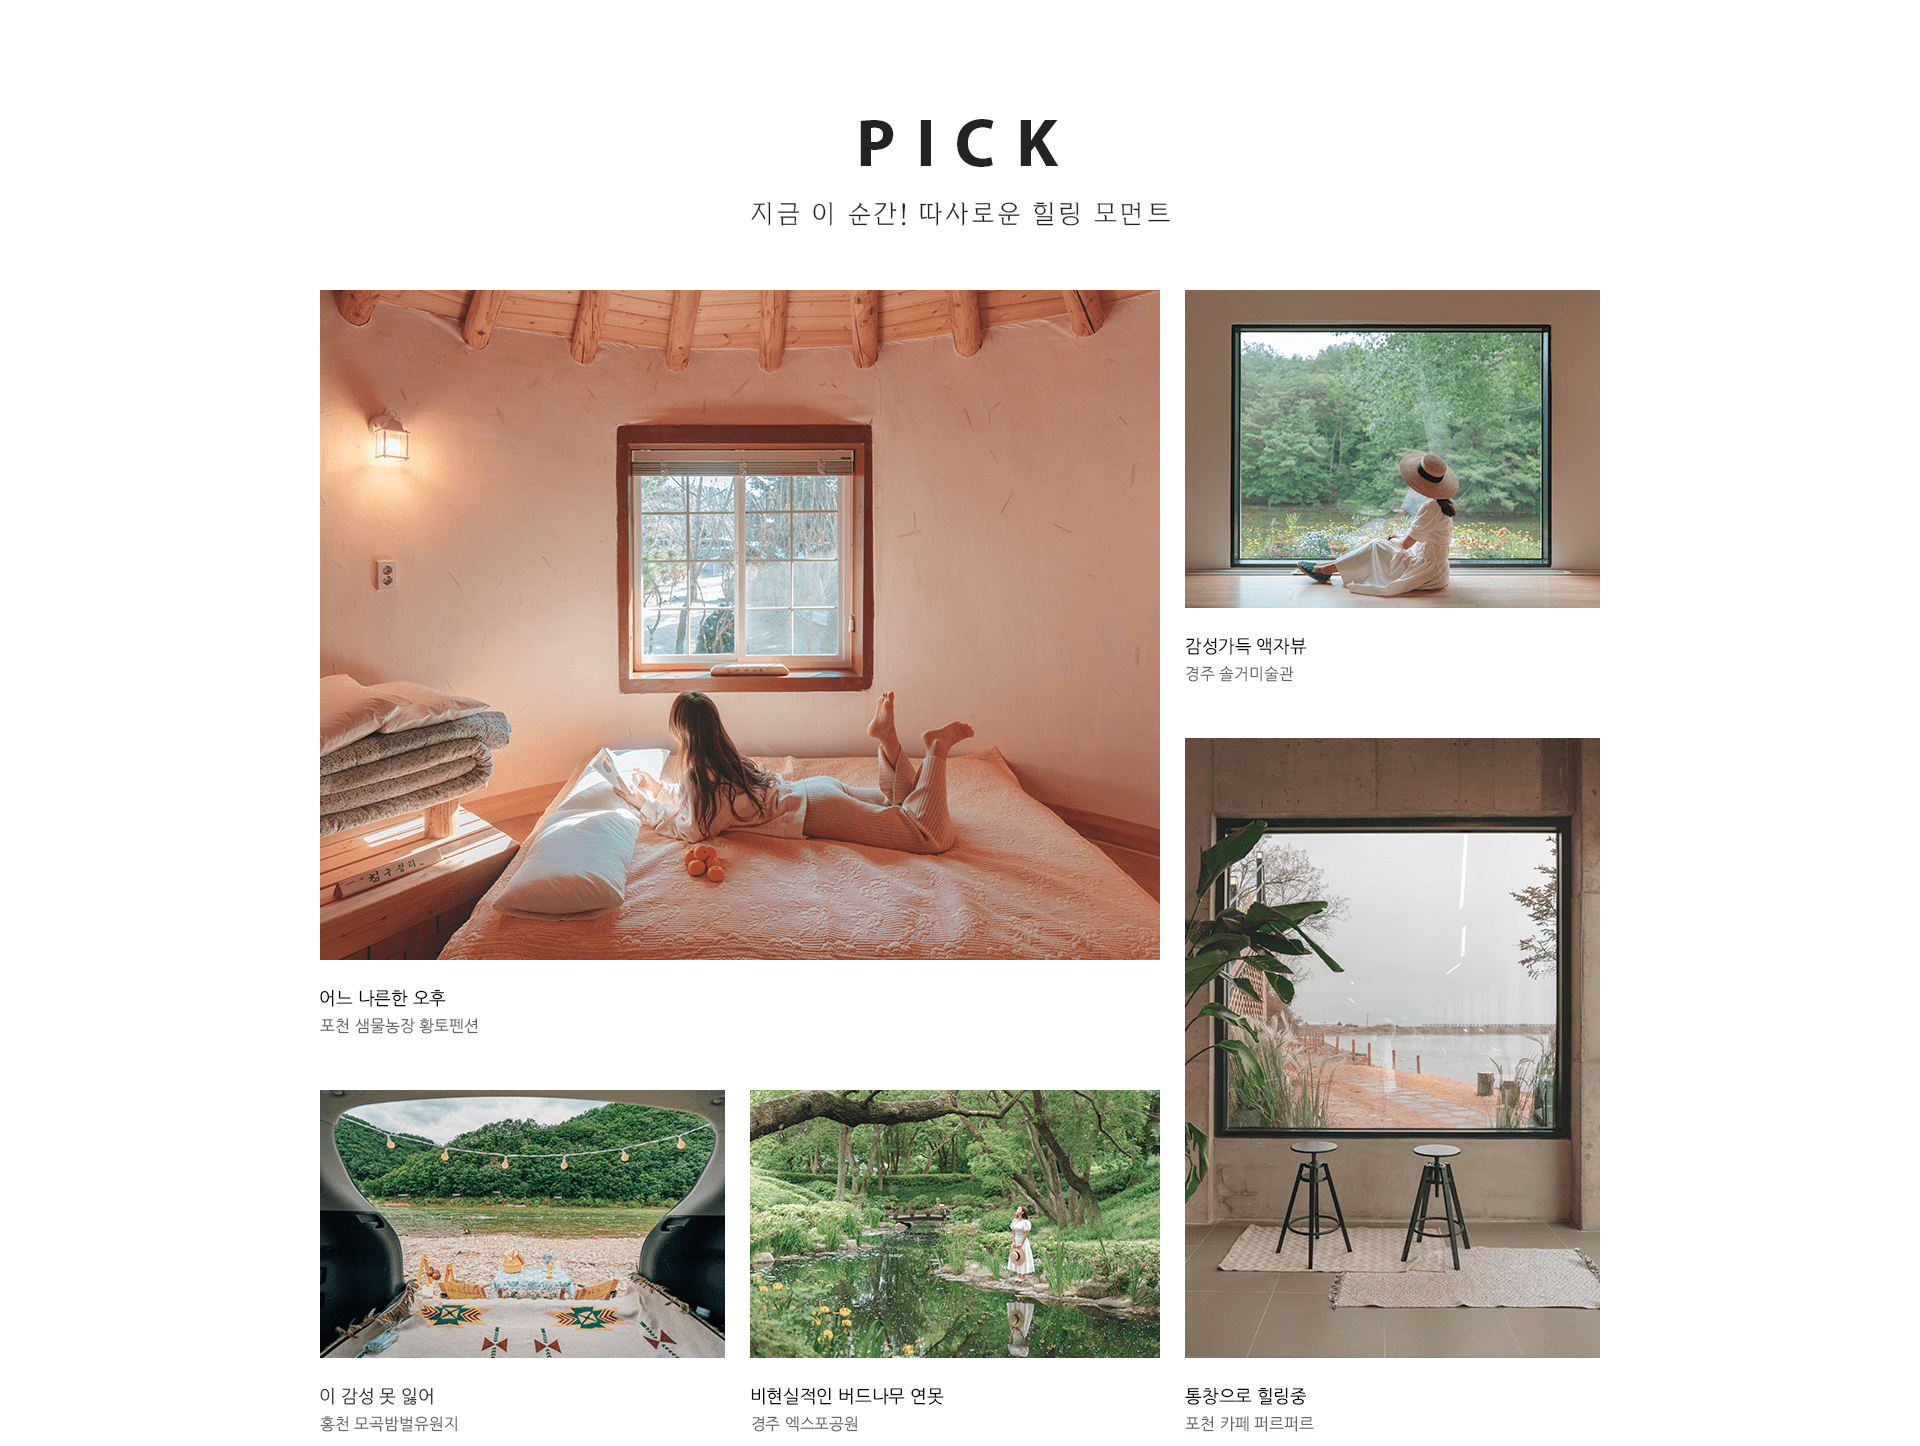 PICK
지금 이 순간! 따사로운 힐링 모먼트
침구정리
어느 나른한 오후
포천 샘물농장 황토펜션
감성가득 액자뷰
경주 솔거미술관
이 감성 못 잃어
홍천 모곡밤벌유원지
비현실적인 버드나무 연못
경주 엑스포공원
통창으로 힐링중
포천 카페 퍼르퍼르